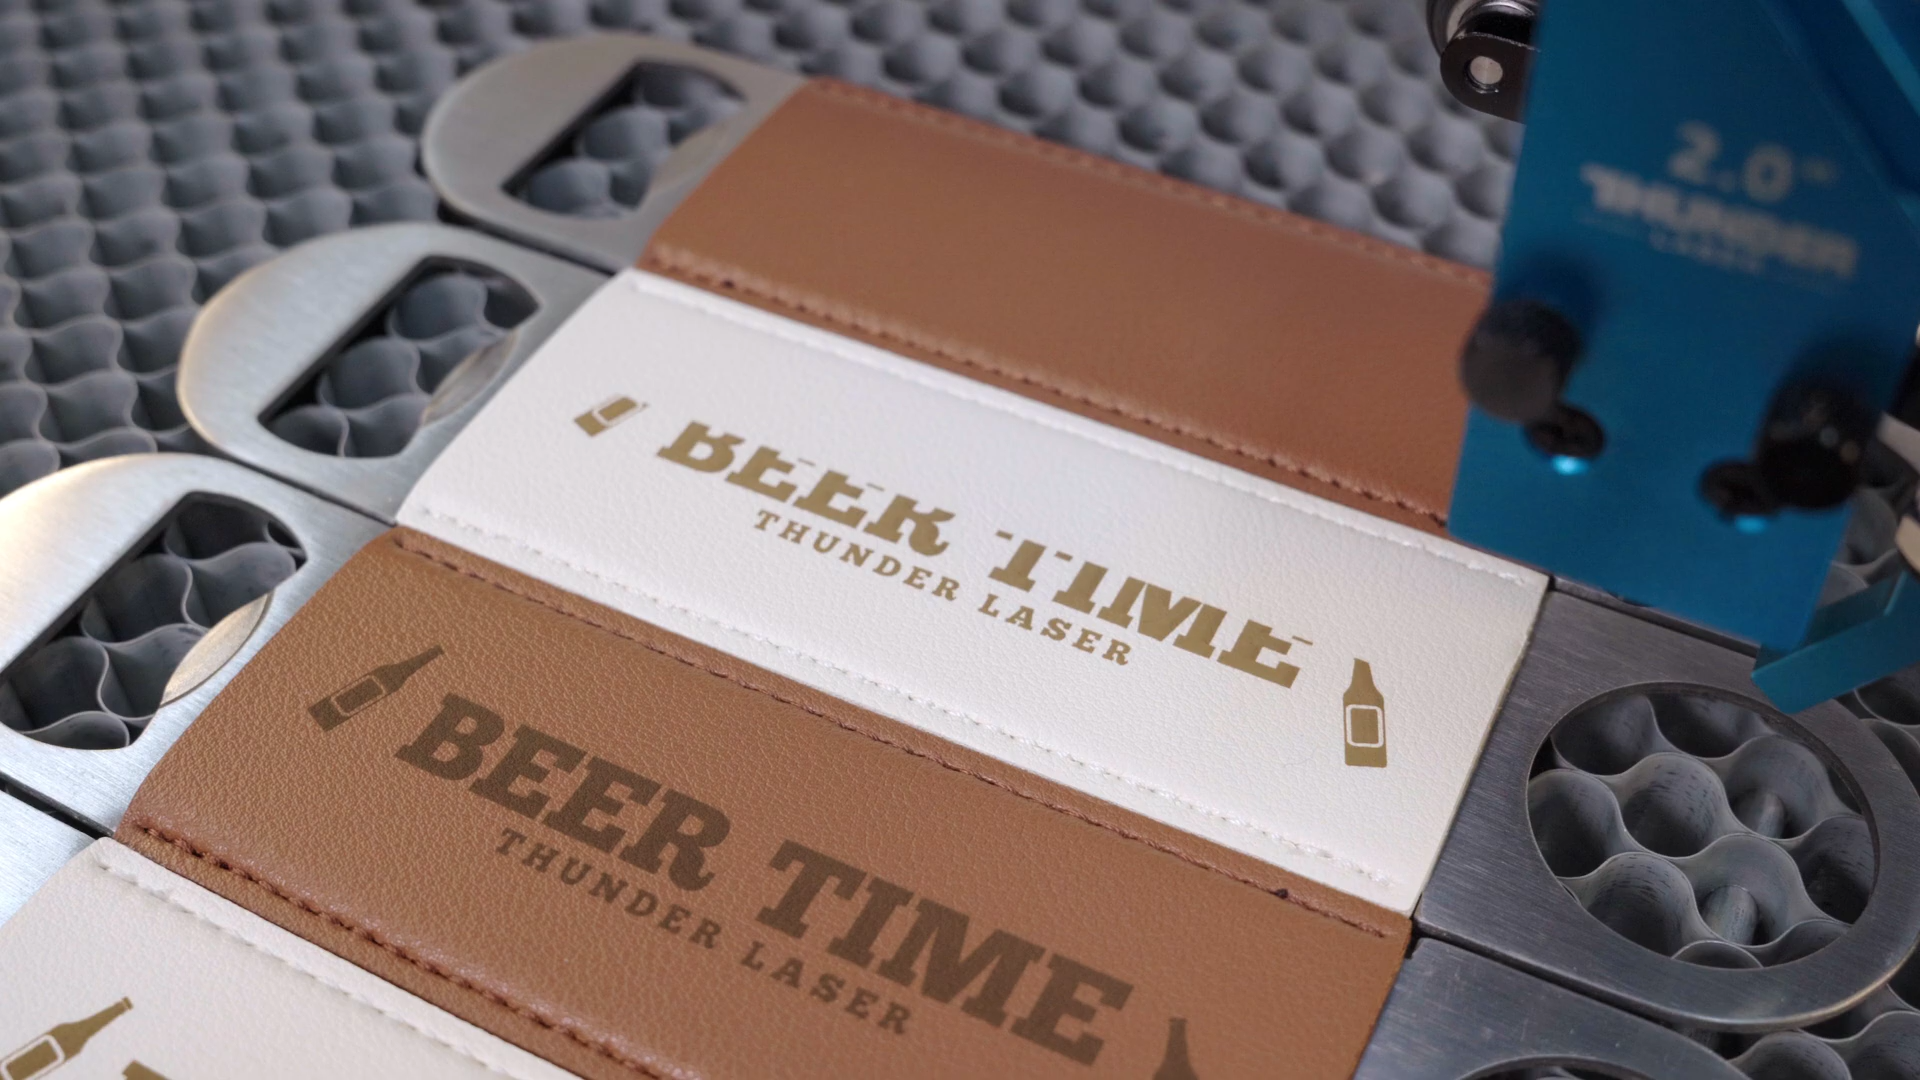 2.0"
THUNDER
BEER TIME
THUNDER LASER
BEER TIME
THUNDER LASER